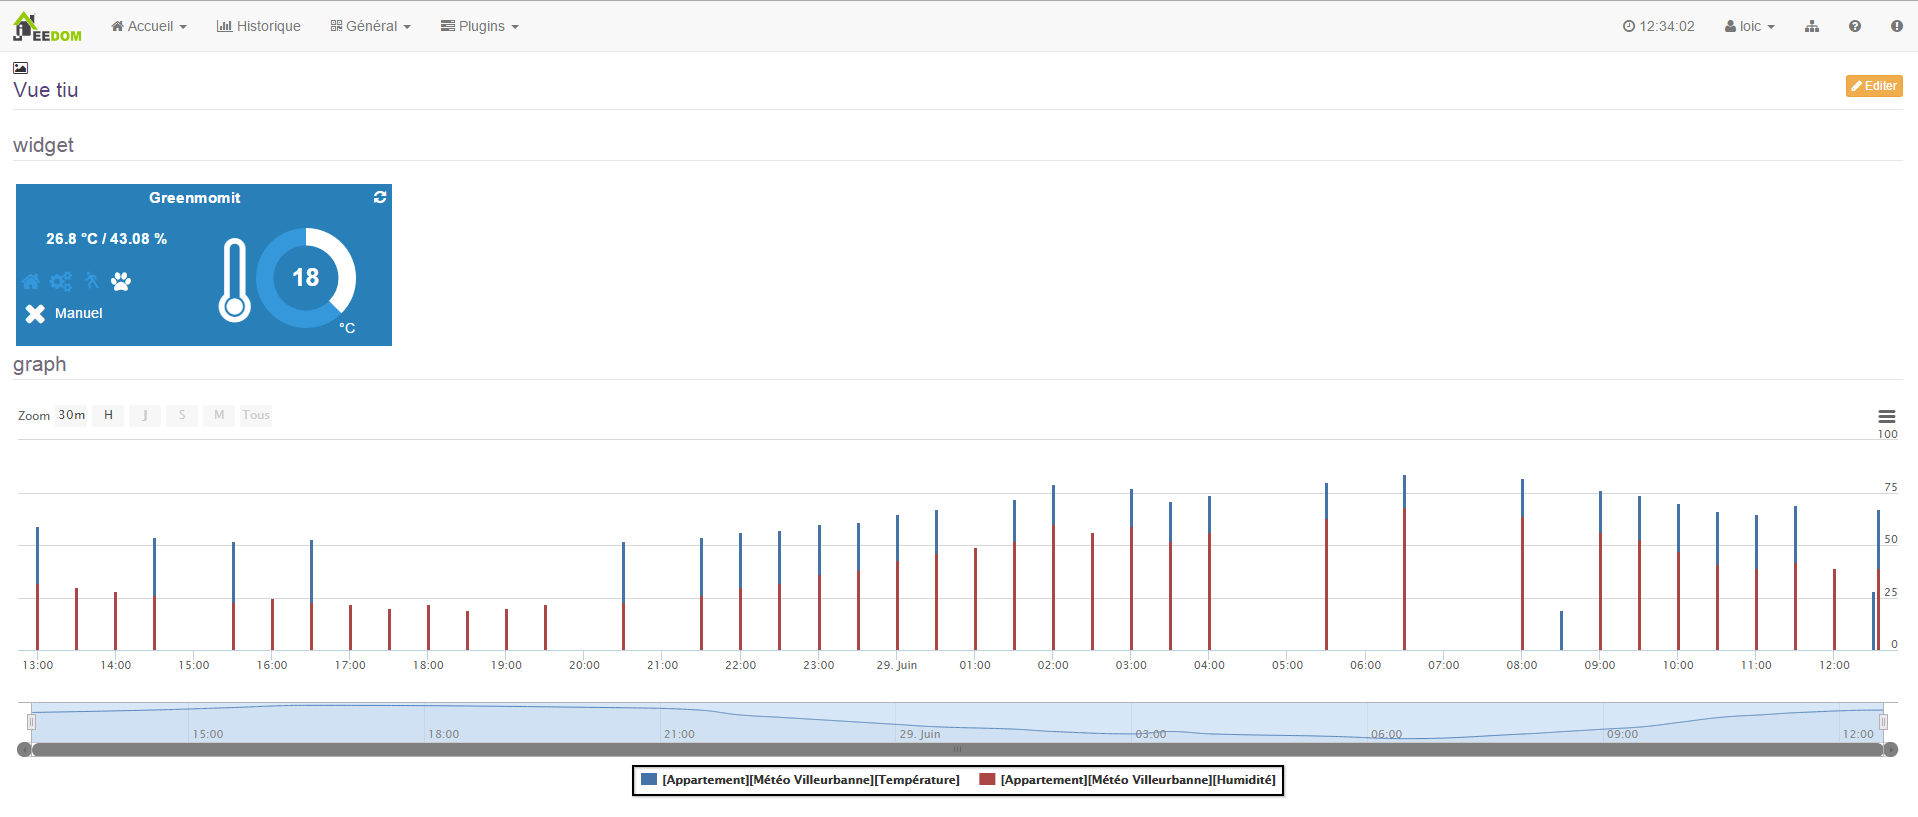 JEEDOM Accueil Historique Général Plugins 12:34:02 loic
Vue tiu
Editer
widget
Greenmomit
26.8 °C / 43.08 %
18
Manuel
°C
graph
Zoom 30m H J S M Tous
100
75
50
25
0
13:00 14:00 15:00 16:00 17:00 18:00 19:00 20:00 21:00 22:00 23:00 29. Juin 01:00 02:00 03:00 04:00 05:00 06:00 07:00 08:00 09:00 10:00 11:00 12:00
15:00 18:00 21:00 29. Juin 03:00 06:00 09:00 12:00
[Appartement][Météo Villeurbanne][Température] [Appartement][Météo Villeurbanne][Humidité]